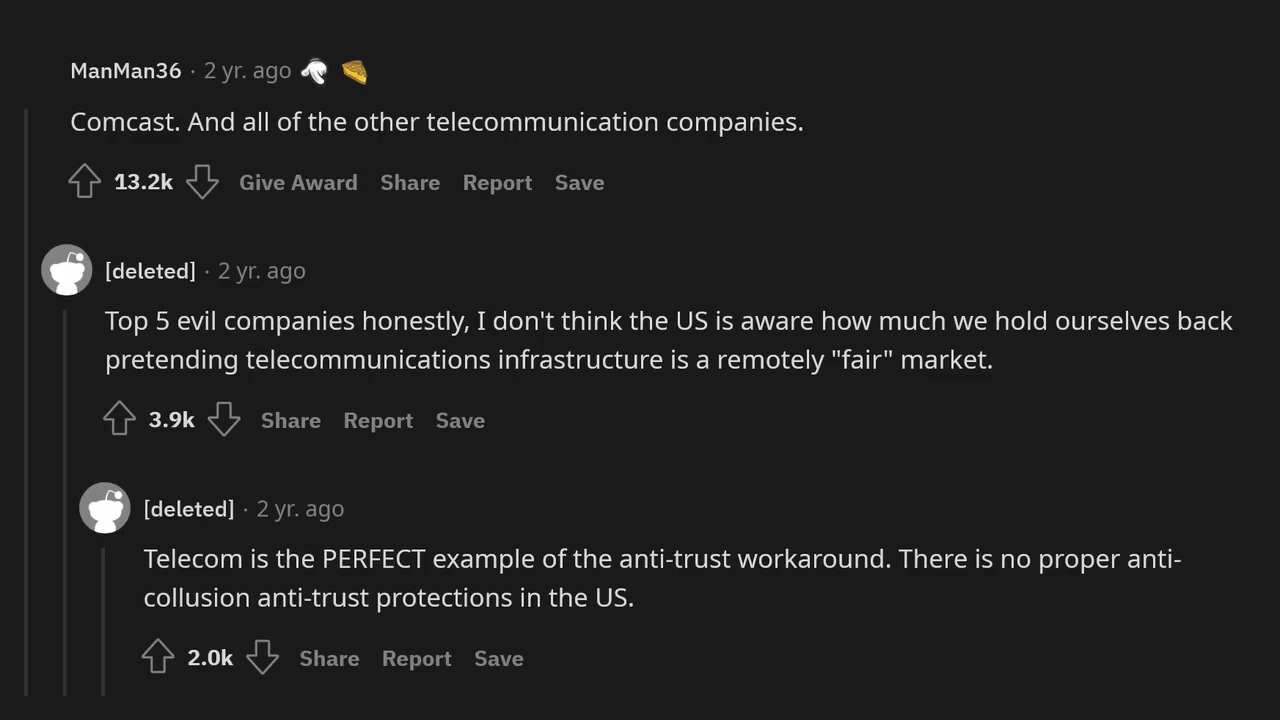 ManMan36 · 2 yr. ago
Comcast. And all of the other telecommunication companies.
13.2k Give Award Share Report Save
[deleted] · 2 yr. ago
Top 5 evil companies honestly, I don't think the US is aware how much we hold ourselves back
pretending telecommunications infrastructure is a remotely "fair" market.
3.9k Share Report Save
[deleted] · 2 yr. ago
Telecom is the PERFECT example of the anti-trust workaround. There is no proper anti-
collusion anti-trust protections in the US.
2.0k Share Report Save